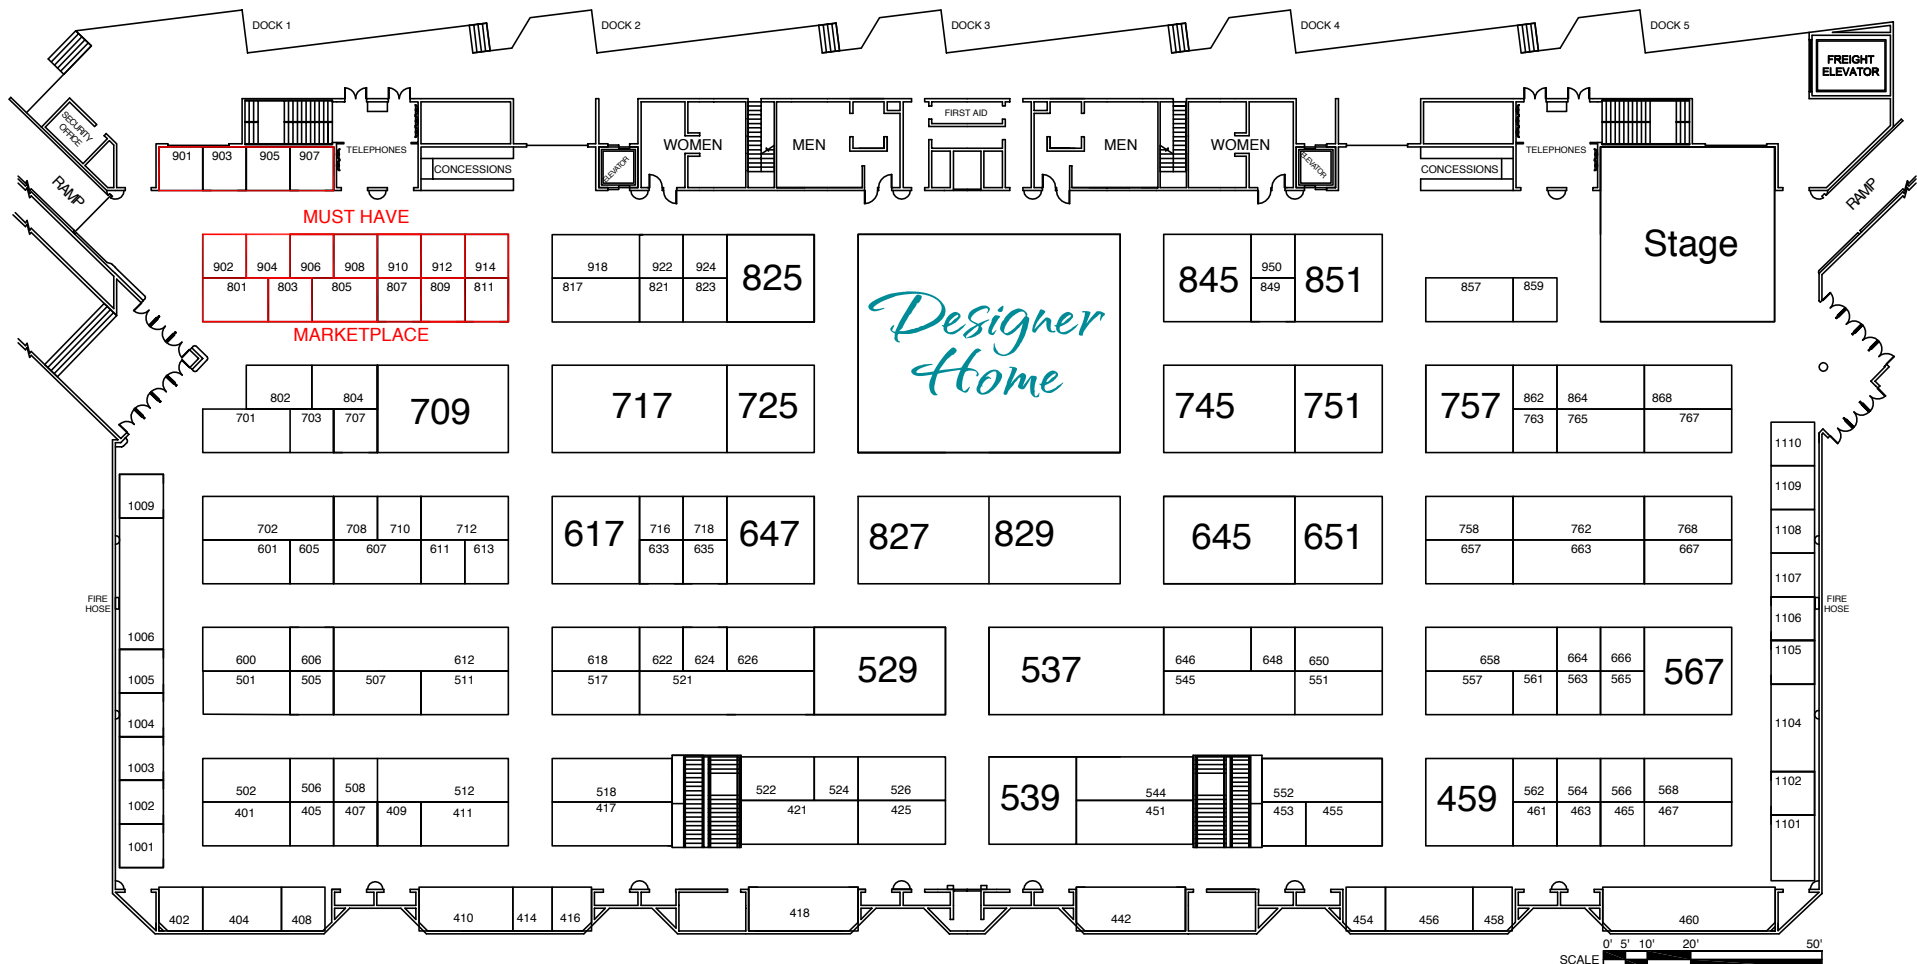 DOCK 1
DOCK 2
DOCK 3
DOCK 4
DOCK 5
FREIGHT
ELEVATOR
SECURITY
OFFICE
FIRST AID
WOMEN
MEN
MEN
WOMEN
TELEPHONES
TELEPHONES
901 903 905 907
CONCESSIONS
ELEVATOR
ELEVATOR
CONCESSIONS
RAMP
RAMP
MUST HAVE
Stage
902 904 906 908 910 912 914
918 922 924
825
845
950
851
801 803 805 807 809 811
817 821 823
849
857 859
MARKETPLACE
Designer
Home
802 804
709
717
725
745
751
757
862 864 868
701 703 707
763 765 767
1110
1009
1109
702 708 710 712
617
716 718
647
827
829
645
651
758 762 768
1108
601 605 607 611 613
633 635
657 663 667
1107
FIRE
HOSE
FIRE
HOSE
1106
1006
1105
600 606 612
618 622 624 626
529
537
646 648 650
658 664 666
567
1005
501 505 507 511
517 521
545 551
557 561 563 565
1004
1104
1003
502 506 508 512
518
522 524 526
539
544
552
459
562 564 566 568
1102
1002
401 405 407 409 411
417
421 425
451
453 455
461 463 465 467
1101
1001
402 404 408
410 414 416
418
442
454 456 458
460
0' 5' 10' 20' 50'
SCALE